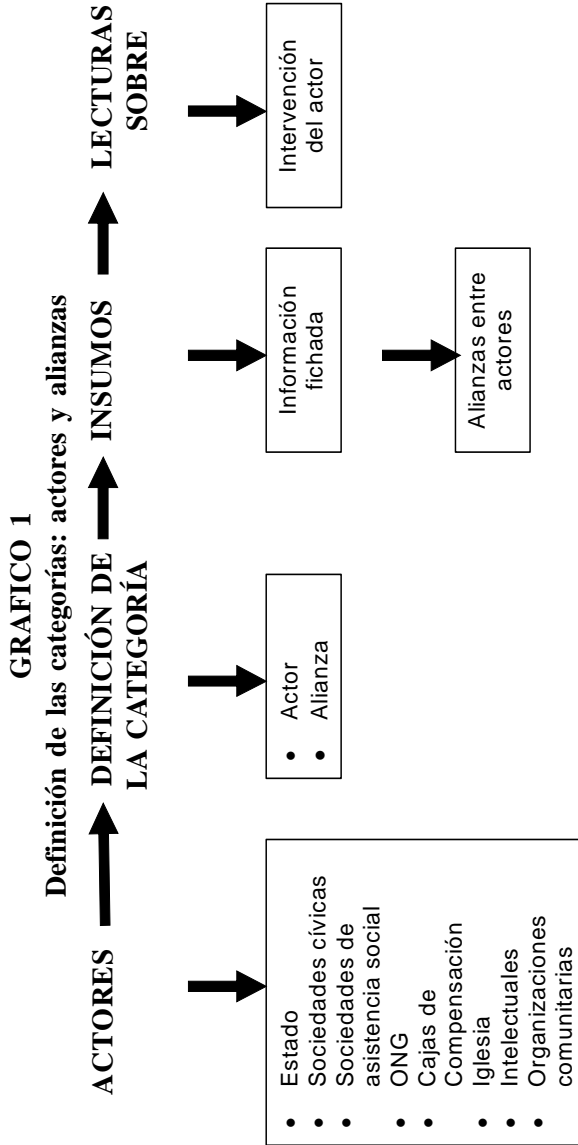 GRAFICO 1
Definición de las categorías: actores y alianzas
ACTORES
DEFINICIÓN DE
LA CATEGORÍA
INSUMOS
LECTURAS
SOBRE
• Estado
• Sociedades cívicas
• Sociedades de
asistencia social
• ONG
• Cajas de
Compensación
• Iglesia
• Intelectuales
• Organizaciones
comunitarias
• Actor
• Alianza
Información
fichada
Alianzas entre
actores
Intervención
del actor